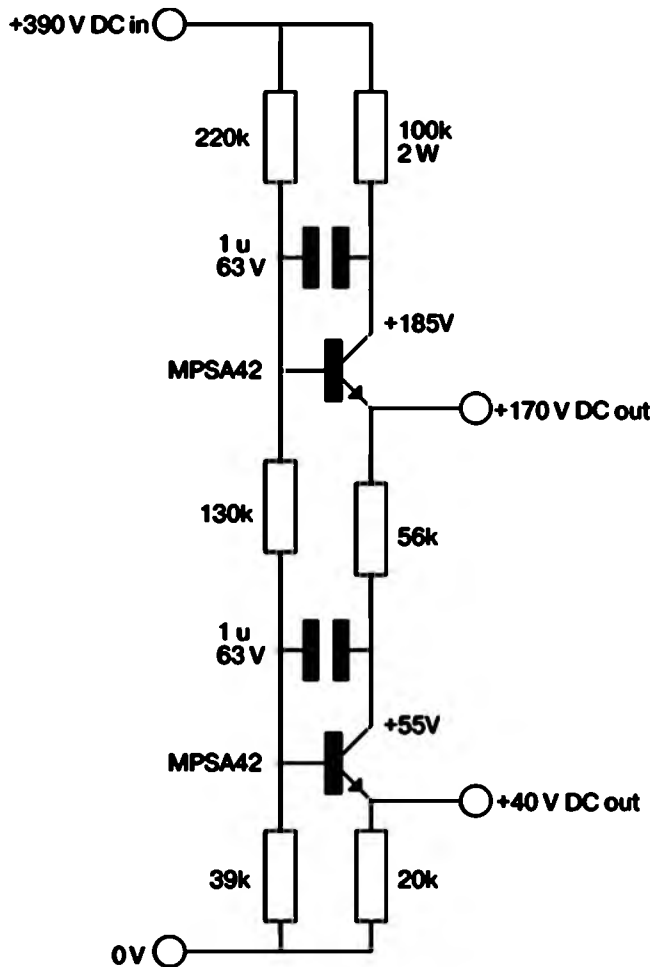 +390 V DC in
220k
100k
2 W
1 u
63 V
+185V
MPSA42
+170 V DC out
130k
56k
1 u
63 V
+55V
MPSA42
+40 V DC out
39k
20k
0 V